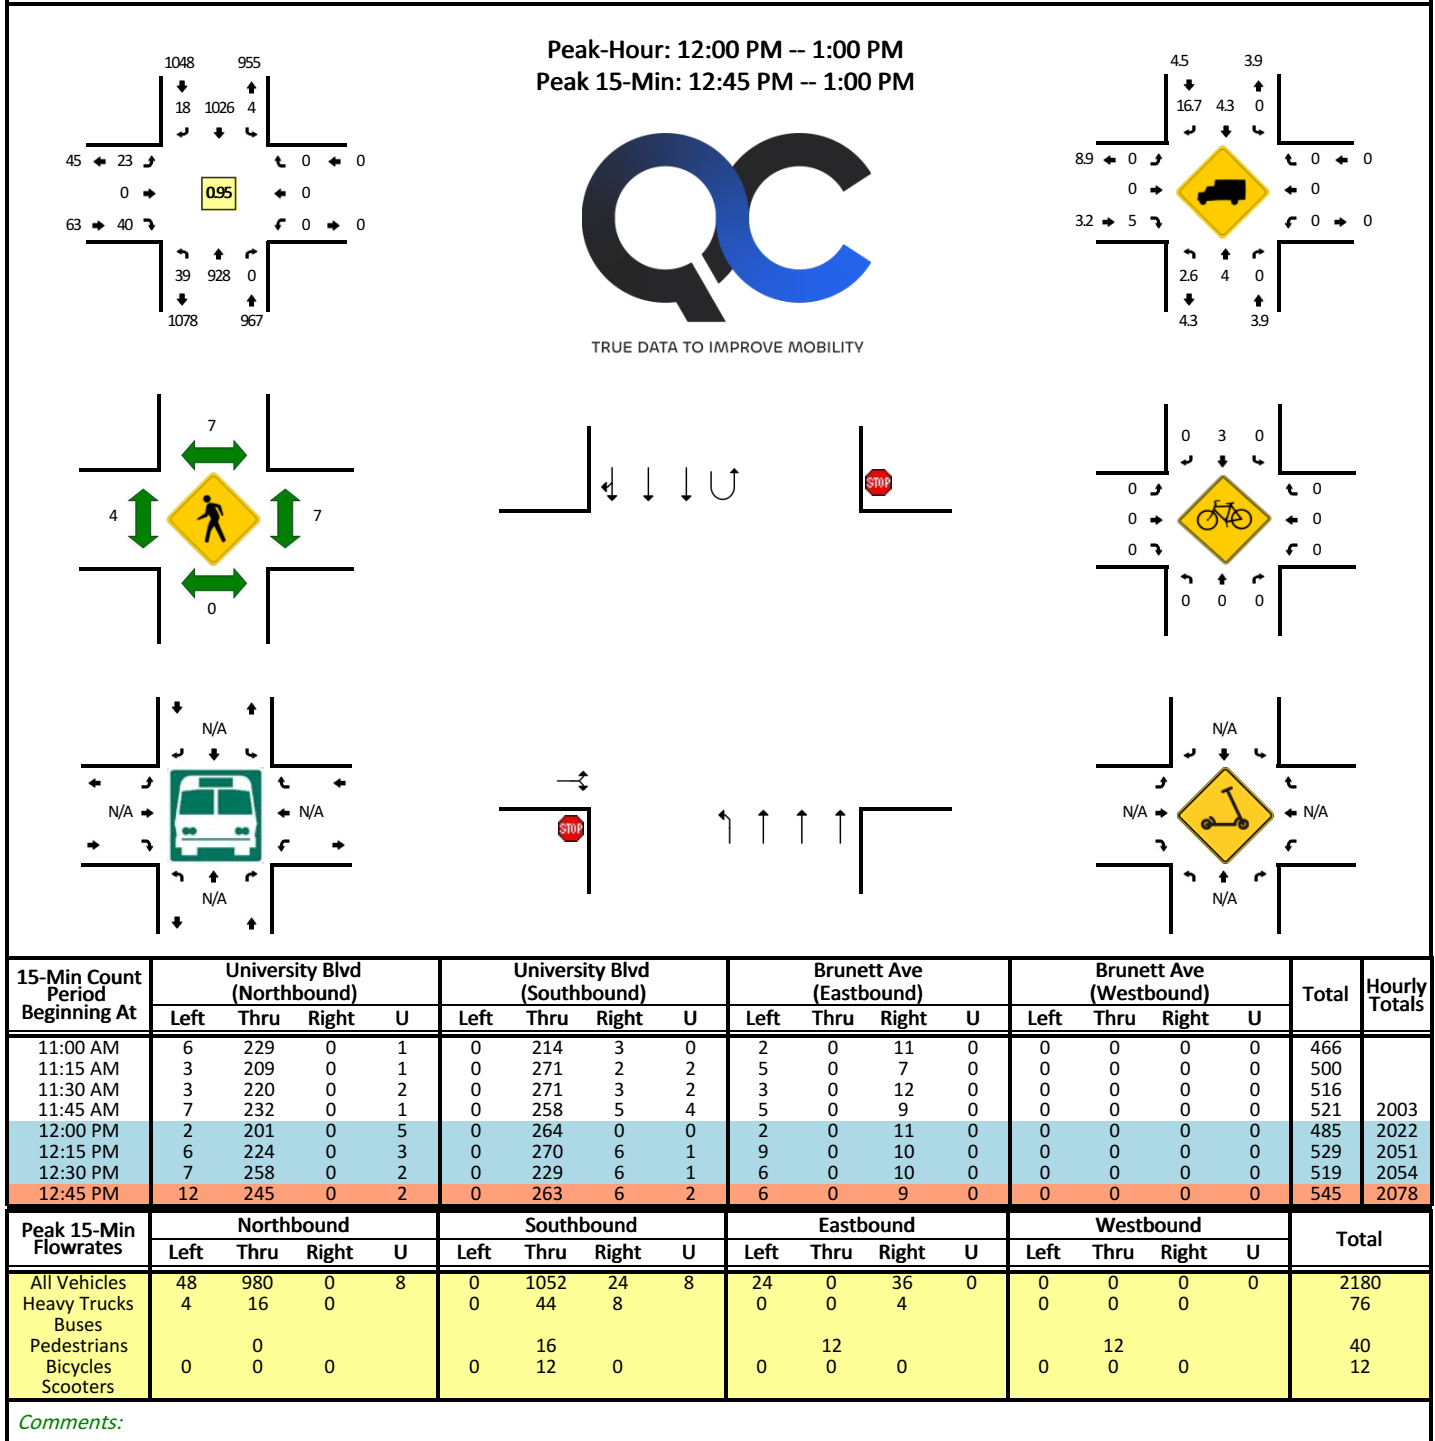 Peak-Hour: 12:00 PM -- 1:00 PM
Peak 15-Min: 12:45 PM -- 1:00 PM
1048 955
18 1026 4
45 23 0 0
0 0.95 0
63 40 0 0
39 928 0
1078 967
QC
TRUE DATA TO IMPROVE MOBILITY
4.5 3.9
16.7 4.3 0
8.9 0 0 0
0 0
3.2 5 0 0
2.6 4 0
4.3 3.9
7
4 7
0
STOP
0 3 0
0 0
0 0
0 0
0 0 0
N/A
N/A N/A
N/A
STOP
N/A
N/A N/A
N/A
15-Min Count Period Beginning At University Blvd (Northbound) University Blvd (Southbound) Brunett Ave (Eastbound) Brunett Ave (Westbound) Total Hourly Totals
Left Thru Right U Left Thru Right U Left Thru Right U Left Thru Right U
11:00 AM 6 229 0 1 0 214 3 0 2 0 11 0 0 0 0 0 466
11:15 AM 3 209 0 1 0 271 2 2 5 0 7 0 0 0 0 0 500
11:30 AM 3 220 0 2 0 271 3 2 3 0 12 0 0 0 0 0 516
11:45 AM 7 232 0 1 0 258 5 4 5 0 9 0 0 0 0 0 521 2003
12:00 PM 2 201 0 5 0 264 0 0 2 0 11 0 0 0 0 0 485 2022
12:15 PM 6 224 0 3 0 270 6 1 9 0 10 0 0 0 0 0 529 2051
12:30 PM 7 258 0 2 0 229 6 1 6 0 10 0 0 0 0 0 519 2054
12:45 PM 12 245 0 2 0 263 6 2 6 0 9 0 0 0 0 0 545 2078
Peak 15-Min Flowrates Northbound Southbound Eastbound Westbound Total
Left Thru Right U Left Thru Right U Left Thru Right U Left Thru Right U
All Vehicles 48 980 0 8 0 1052 24 8 24 0 36 0 0 0 0 0 2180
Heavy Trucks 4 16 0 0 44 8 0 0 4 0 0 0 76
Buses
Pedestrians 0 16 12 12 40
Bicycles 0 0 0 0 12 0 0 0 0 0 0 0 12
Scooters
Comments: